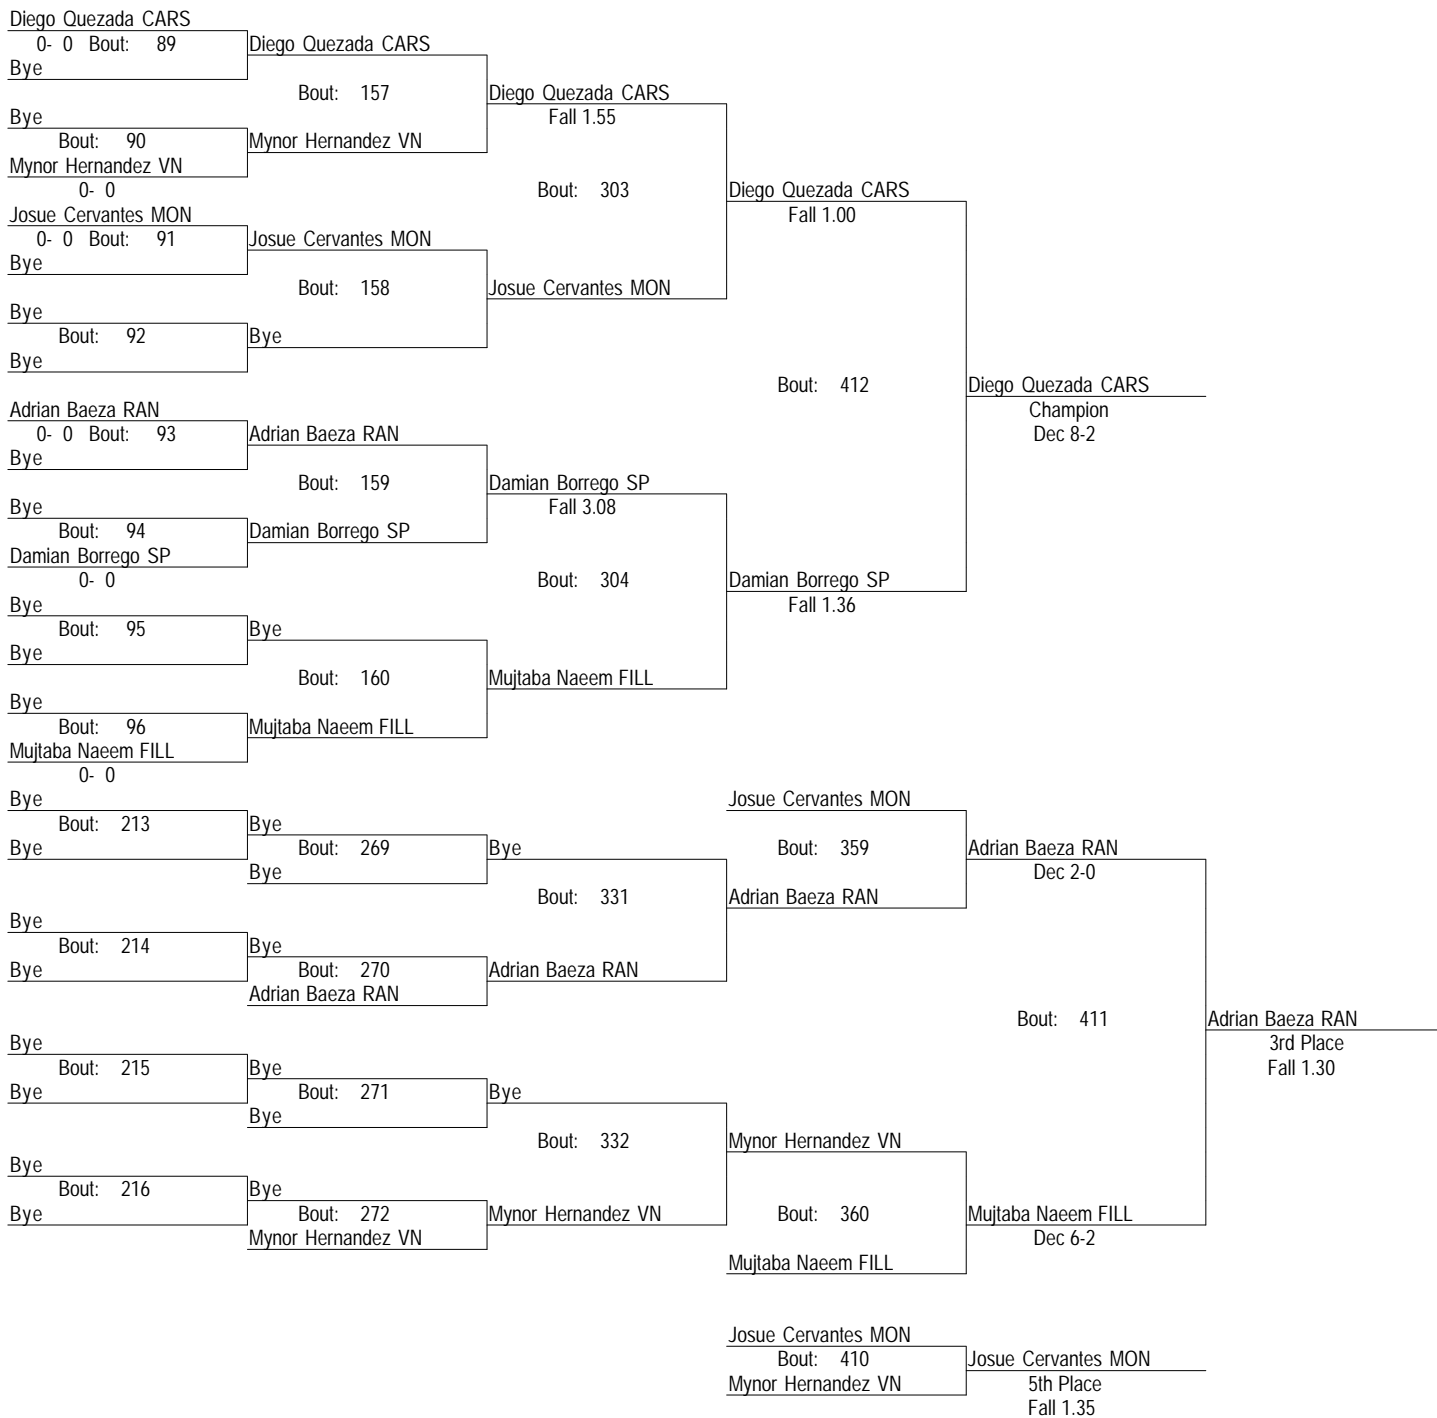 Diego Quezada CARS
0- 0 Bout: 89
Diego Quezada CARS
Bye
Bout: 157
Diego Quezada CARS
Fall 1.55
Bye
Bout: 90
Mynor Hernandez VN
Mynor Hernandez VN
0- 0
Bout: 303
Diego Quezada CARS
Fall 1.00
Josue Cervantes MON
0- 0 Bout: 91
Josue Cervantes MON
Bye
Bout: 158
Josue Cervantes MON
Bye
Bout: 92
Bye
Bye
Bout: 412
Diego Quezada CARS
Champion
Dec 8-2
Adrian Baeza RAN
0- 0 Bout: 93
Adrian Baeza RAN
Bye
Bout: 159
Damian Borrego SP
Fall 3.08
Bye
Bout: 94
Damian Borrego SP
Damian Borrego SP
0- 0
Bout: 304
Damian Borrego SP
Fall 1.36
Bye
Bout: 95
Bye
Bye
Bout: 160
Mujtaba Naeem FILL
Bye
Bout: 96
Mujtaba Naeem FILL
Mujtaba Naeem FILL
0- 0
Bye
Bout: 213
Bye
Bye
Bout: 269
Bye
Bye
Josue Cervantes MON
Bout: 359
Adrian Baeza RAN
Dec 2-0
Bout: 331
Adrian Baeza RAN
Bye
Bout: 214
Bye
Bye
Bout: 270
Adrian Baeza RAN
Adrian Baeza RAN
Bout: 411
Adrian Baeza RAN
3rd Place
Fall 1.30
Bye
Bout: 215
Bye
Bye
Bout: 271
Bye
Bye
Bout: 332
Mynor Hernandez VN
Bye
Bout: 216
Bye
Bye
Bout: 272
Mynor Hernandez VN
Mynor Hernandez VN
Bout: 360
Mujtaba Naeem FILL
Dec 6-2
Mujtaba Naeem FILL
Josue Cervantes MON
Bout: 410
Josue Cervantes MON
Mynor Hernandez VN
5th Place
Fall 1.35